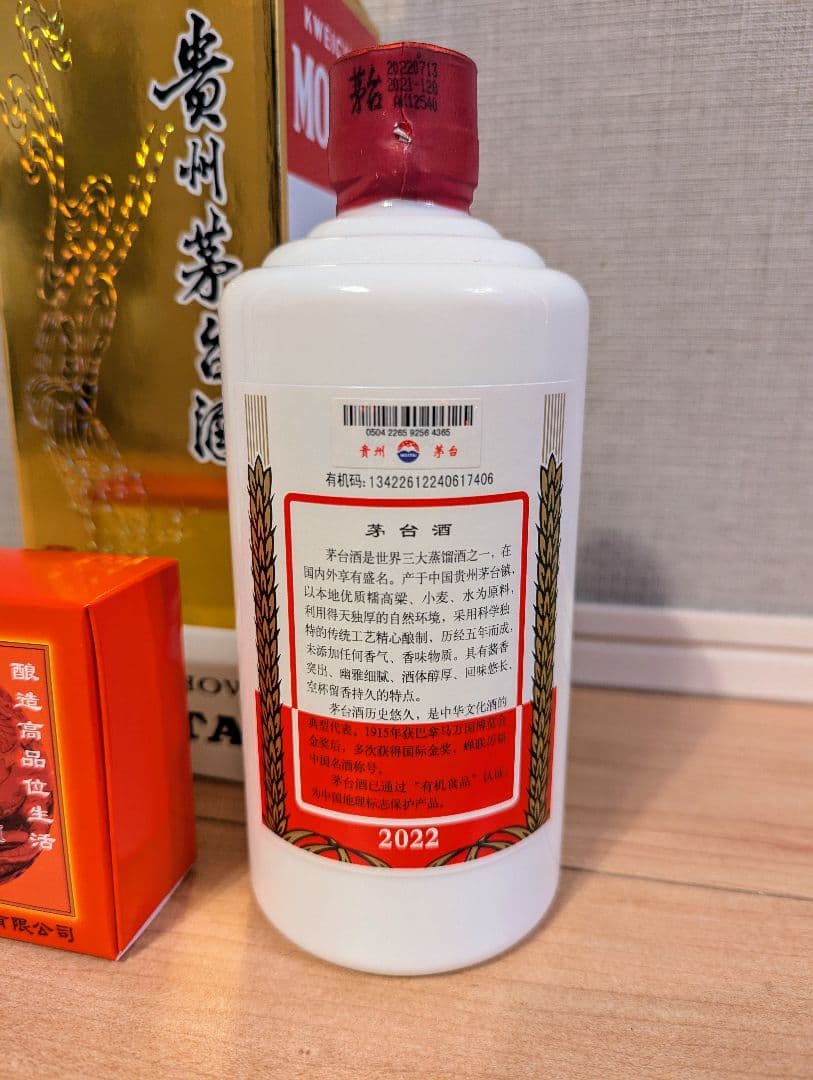 貴州茅台酒
KWEICH
MO
茅台
20220713
2021-120
0504 2265 9256 4365
贵州 茅台
有机码:13422612240617406
茅台酒
茅台酒是世界三大蒸馏酒之一，在
国内外享有盛名。产于中国贵州茅台镇，
以本地优质糯高粱、小麦、水为原料，
利用得天独厚的自然环境，采用科学独
特的传统工艺精心酿制、历经五年而成，
未添加任何香气、香味物质。具有酱香
突出、幽雅细腻、酒体醇厚、回味悠长、
空杯留香持久的特点。
茅台酒历史悠久，是中华文化酒的
典型代表。1915年获巴拿马万国博览会
金奖后，多次获得国际金奖，蝉联历届
中国名酒称号。
茅台酒已通过“有机食品”认证，
为中国地理标志保护产品。
2022
HOV
TA
酿造高品位生活
有限公司